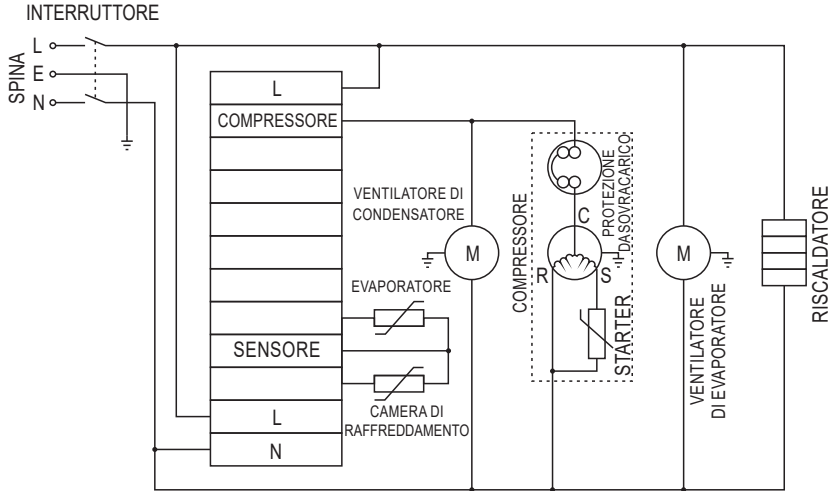 INTERRUTTORE
SPINA
L
E
N
L
COMPRESSORE
VENTILATORE DI
CONDENSATORE
M
EVAPORATORE
SENSORE
CAMERA DI
RAFFREDDAMENTO
L
N
COMPRESSORE
PROTEZIONE
DASOVRACARICO
C
R
S
STARTER
M
VENTILATORE
DI EVAPORATORE
RISCALDATORE